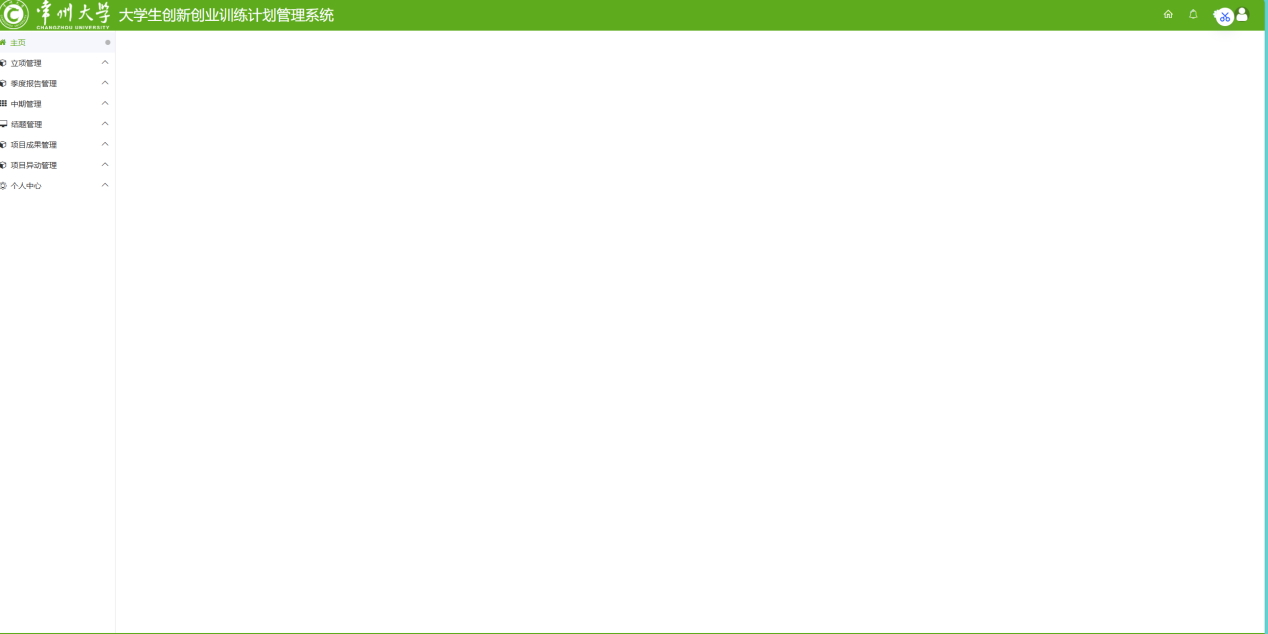 常州大学 大学生创新创业训练计划管理系统
CHANGZHOU UNIVERSITY
主页
立项管理
季度报告管理
中期管理
结题管理
项目成果管理
项目异动管理
个人中心